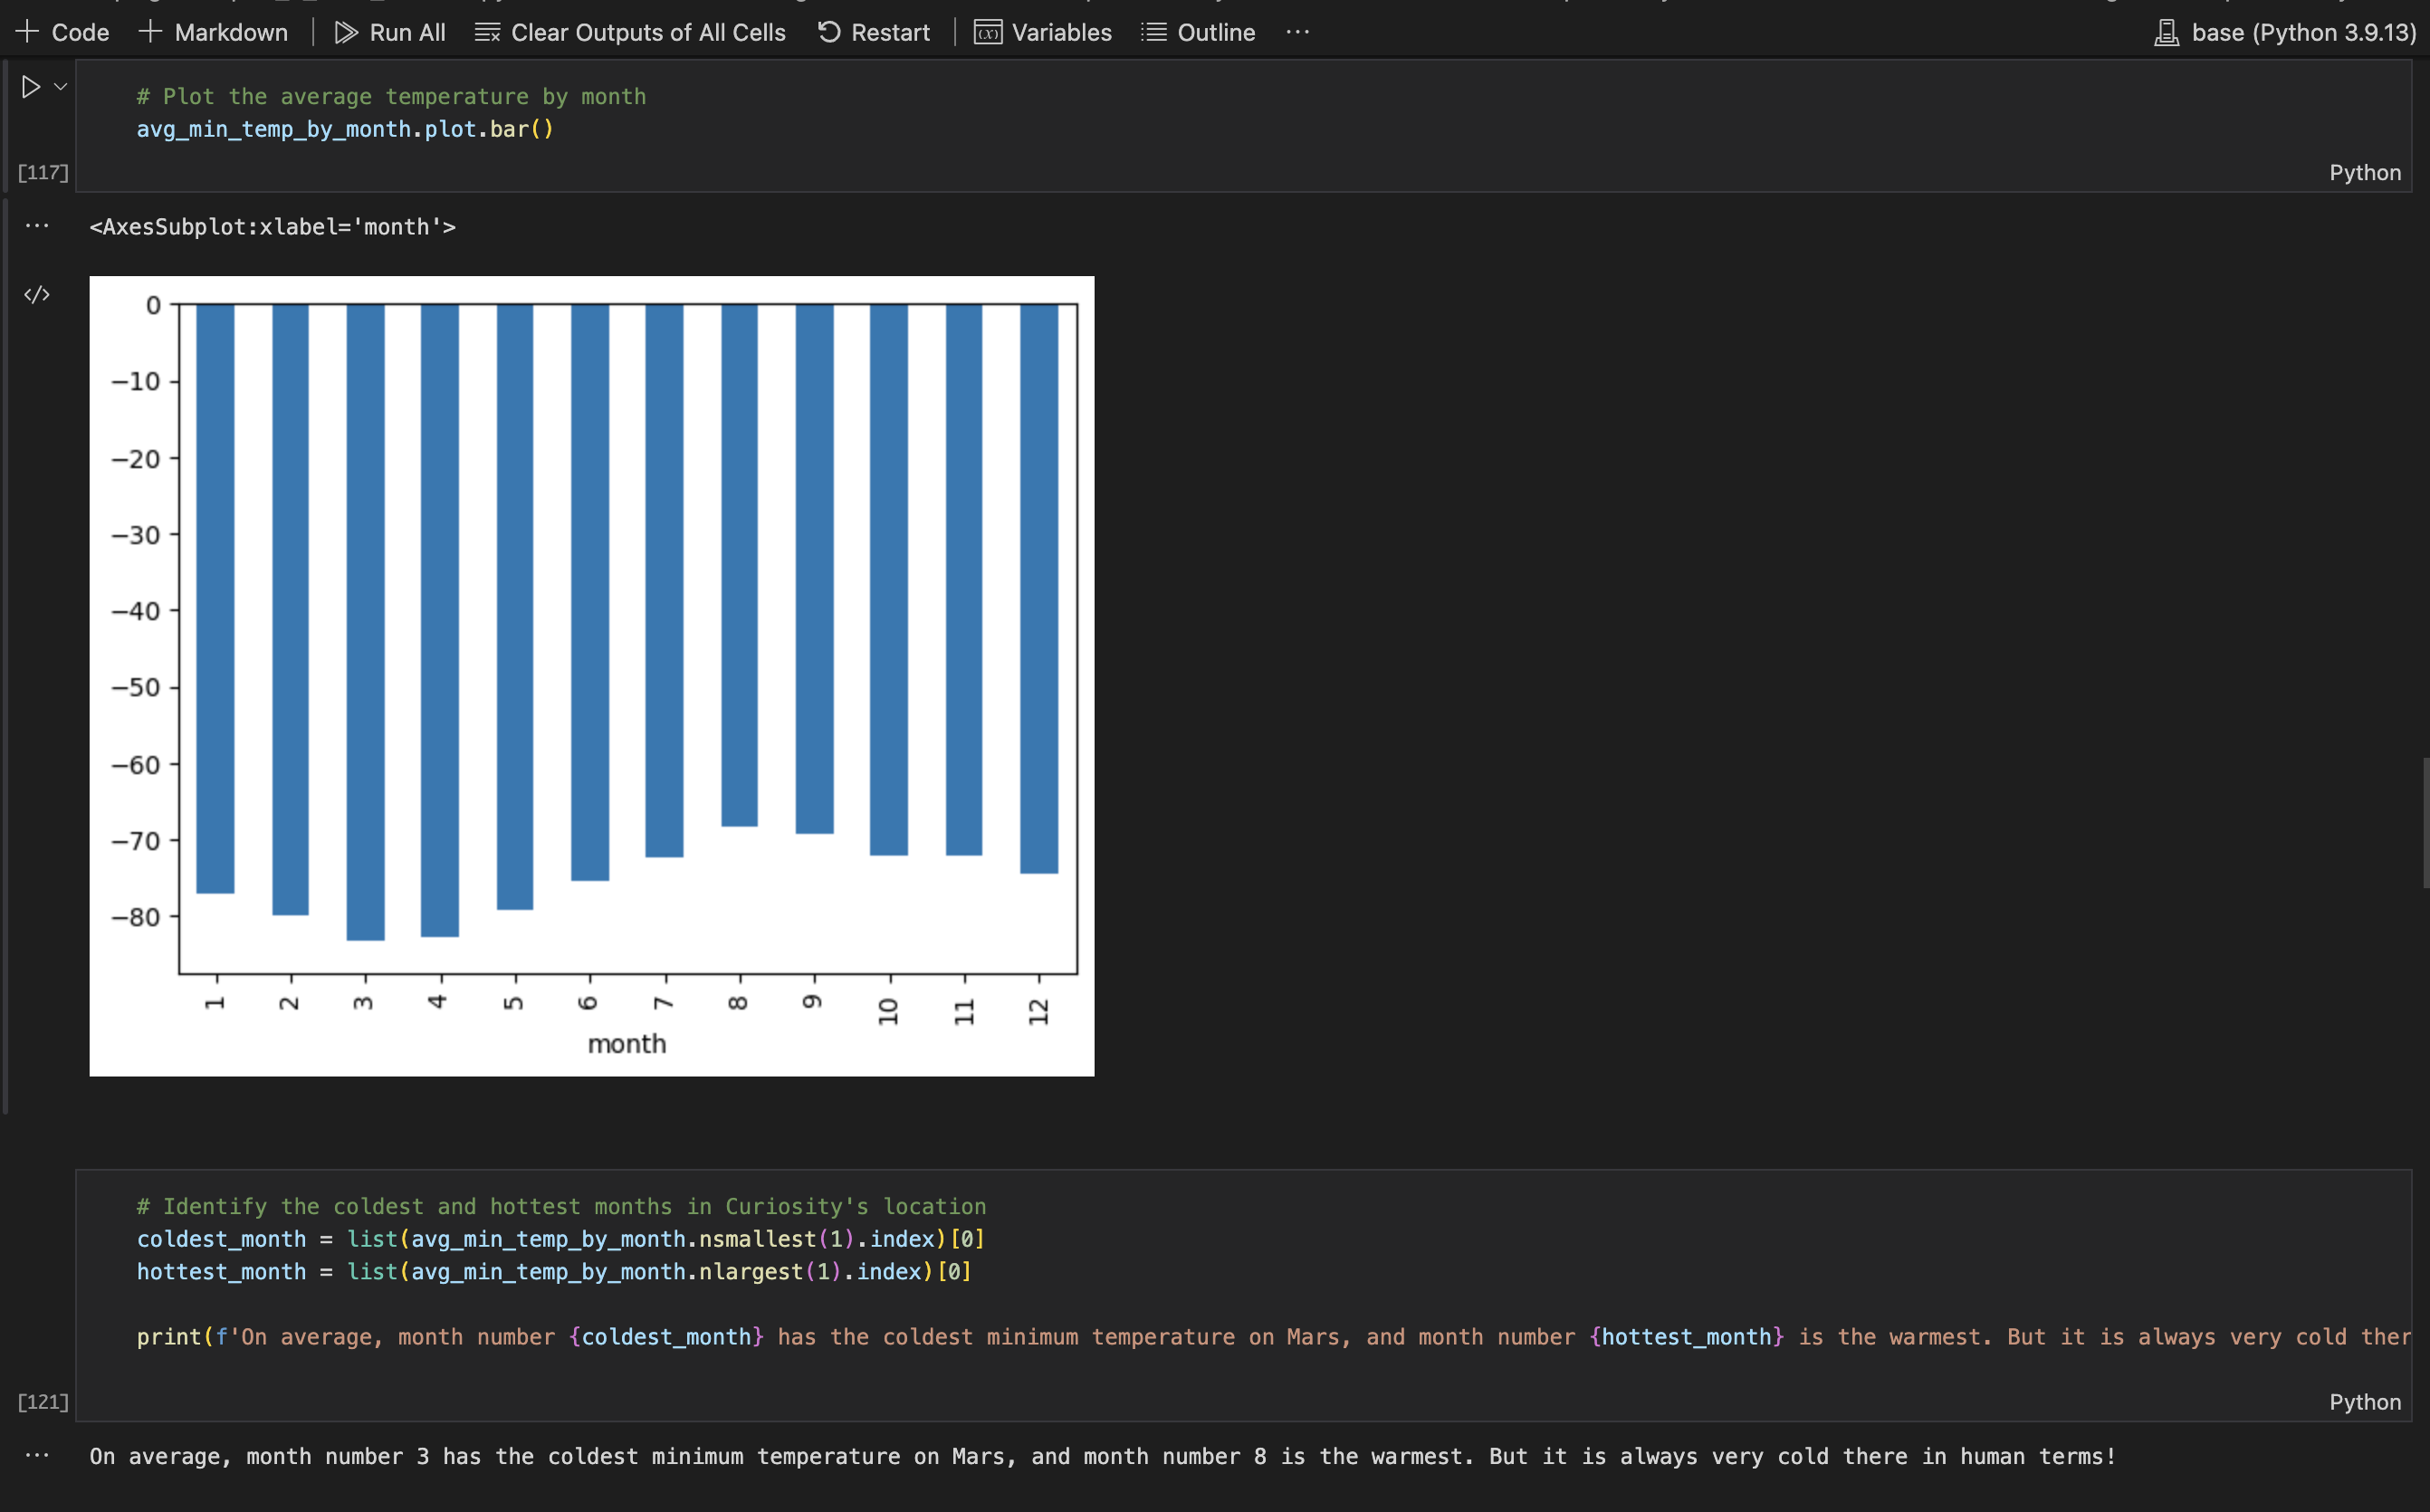 Code Markdown Run All Clear Outputs of All Cells Restart Variables Outline ... base (Python 3.9.13)
# Plot the average temperature by month
avg_min_temp_by_month.plot.bar()
[117]
Python
... <AxesSubplot:xlabel='month'>
0
−10
−20
−30
−40
−50
−60
−70
−80
1 2 3 4 5 6 7 8 9 10 11 12
month
# Identify the coldest and hottest months in Curiosity's location
coldest_month = list(avg_min_temp_by_month.nsmallest(1).index)[0]
hottest_month = list(avg_min_temp_by_month.nlargest(1).index)[0]
print(f'On average, month number {coldest_month} has the coldest minimum temperature on Mars, and month number {hottest_month} is the warmest. But it is always very cold ther
[121]
Python
... On average, month number 3 has the coldest minimum temperature on Mars, and month number 8 is the warmest. But it is always very cold there in human terms!